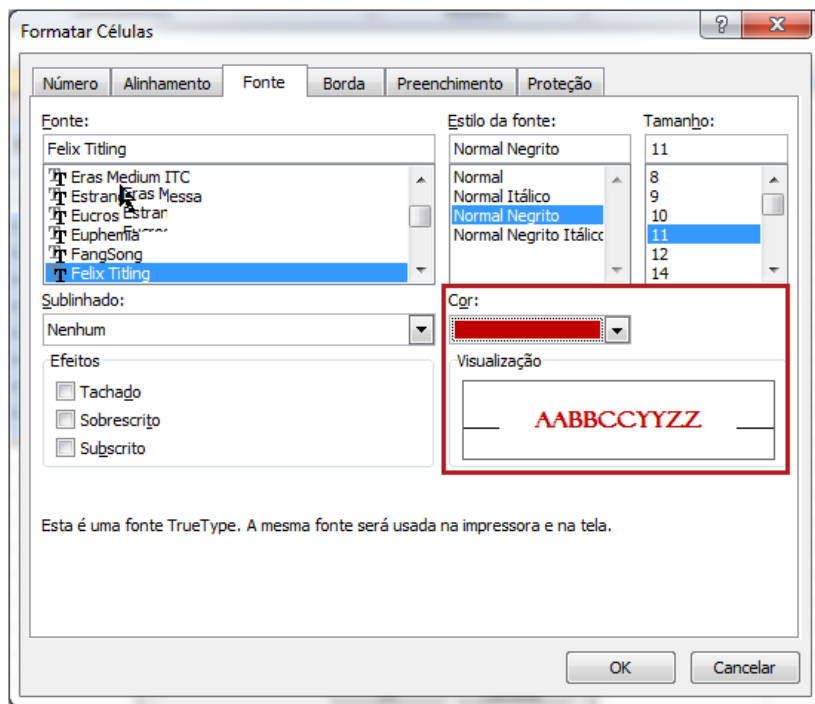 Formatar Células
Número Alinhamento Fonte Borda Preenchimento Proteção
Fonte:
Felix Titling
Eras Medium ITC
Messa
Eucros
Euphemia
FangSong
Felix Titling
Estilo da fonte:
Normal Negrito
Normal
Normal Itálico
Normal Negrito
Normal Negrito Itálicc
Tamanho:
11
8
9
10
11
12
14
Sublinhado:
Nenhum
Cor:
Efeitos
Tachado
Sobrescrito
Subscrito
Visualização
AABBCCYYZZ
Esta é uma fonte TrueType. A mesma fonte será usada na impressora e na tela.
OK Cancelar